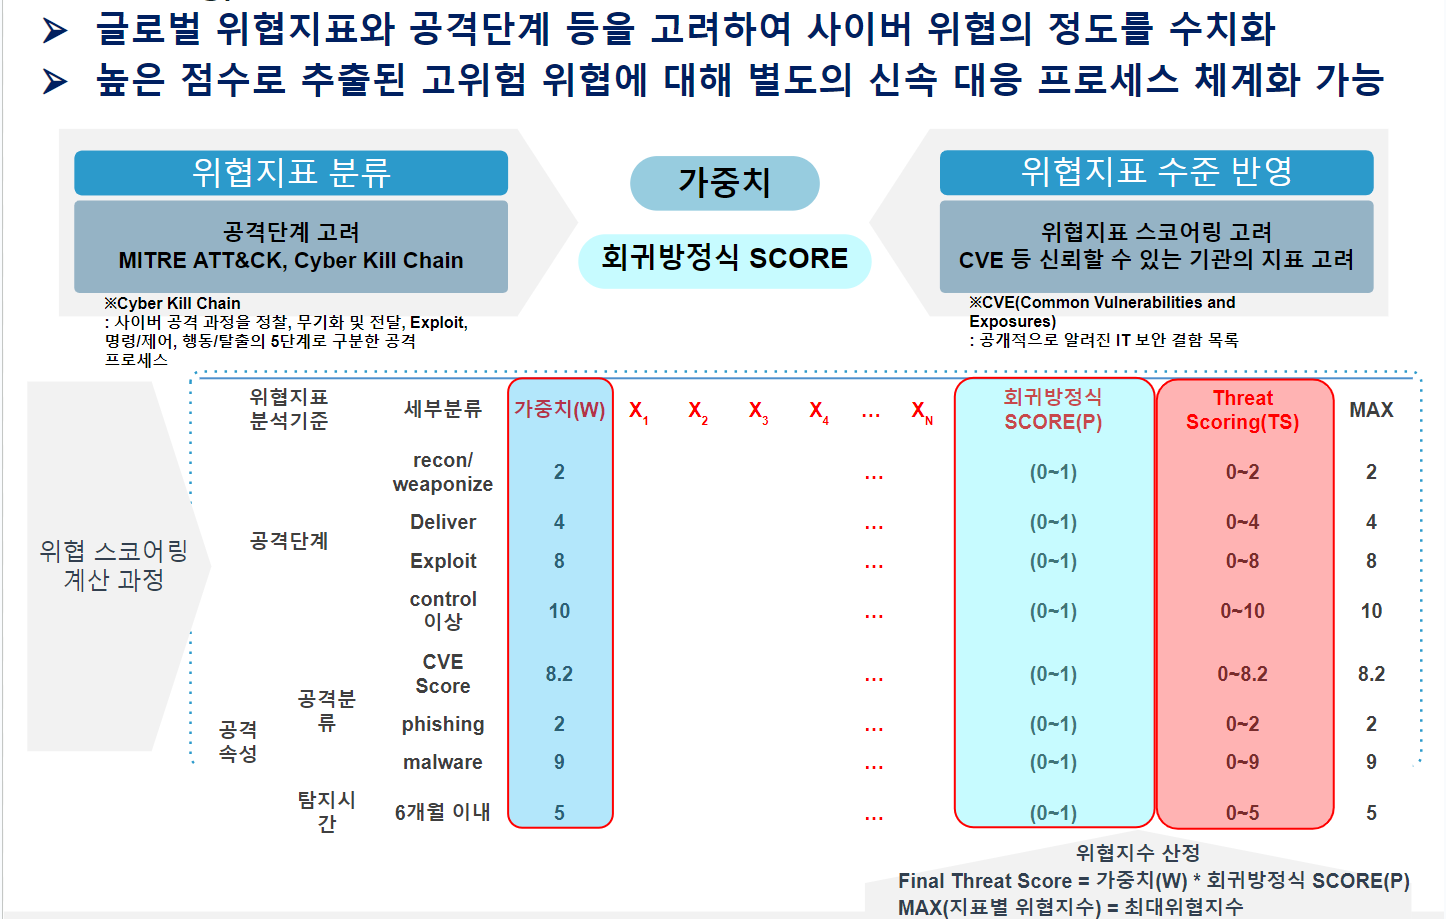 ➤ 글로벌 위협지표와 공격단계 등을 고려하여 사이버 위협의 정도를 수치화
➤ 높은 점수로 추출된 고위험 위협에 대해 별도의 신속 대응 프로세스 체계화 가능
위협지표 분류
공격단계 고려
MITRE ATT&CK, Cyber Kill Chain
※Cyber Kill Chain
: 사이버 공격 과정을 정찰, 무기화 및 전달, Exploit,
명령/제어, 행동/탈출의 5단계로 구분한 공격
프로세스
가중치
회귀방정식 SCORE
위협지표 수준 반영
위협지표 스코어링 고려
CVE 등 신뢰할 수 있는 기관의 지표 고려
※CVE(Common Vulnerabilities and
Exposures)
: 공개적으로 알려진 IT 보안 결함 목록
위협 스코어링
계산 과정
위협지표
분석기준
세부분류 가중치(W) X1 X2 X3 X4 ... XN
회귀방정식
SCORE(P)
Threat
Scoring(TS)
MAX
공격단계
recon/
weaponize
2 ... (0~1) 0~2 2
Deliver 4 ... (0~1) 0~4 4
Exploit 8 ... (0~1) 0~8 8
control
이상
10 ... (0~1) 0~10 10
공격
속성
공격분
류
CVE
Score
8.2 ... (0~1) 0~8.2 8.2
phishing 2 ... (0~1) 0~2 2
malware 9 ... (0~1) 0~9 9
탐지시
간
6개월 이내 5 ... (0~1) 0~5 5
위협지수 산정
Final Threat Score = 가중치(W) * 회귀방정식 SCORE(P)
MAX(지표별 위협지수) = 최대위협지수